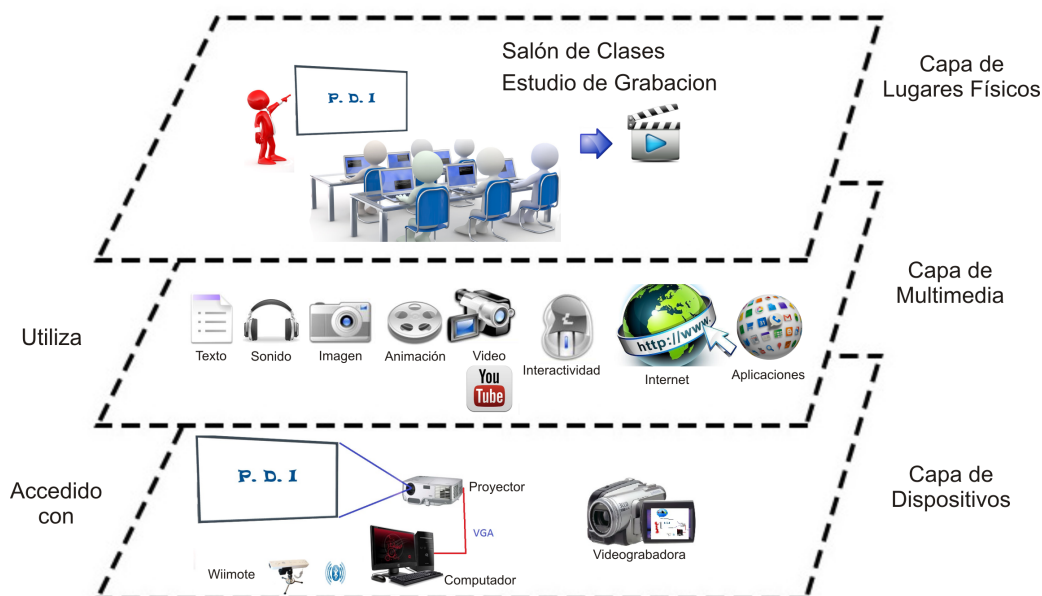 Salón de Clases
Estudio de Grabacion
P. D. I
Capa de
Lugares Físicos
Utiliza
Texto
Sonido
Imagen
Animación
Video
You
Tube
Interactividad
http://www.
Internet
Aplicaciones
Capa de
Multimedia
Accedido
con
P. D. I
Proyector
VGA
Wiimote
Computador
Videograbadora
Capa de
Dispositivos